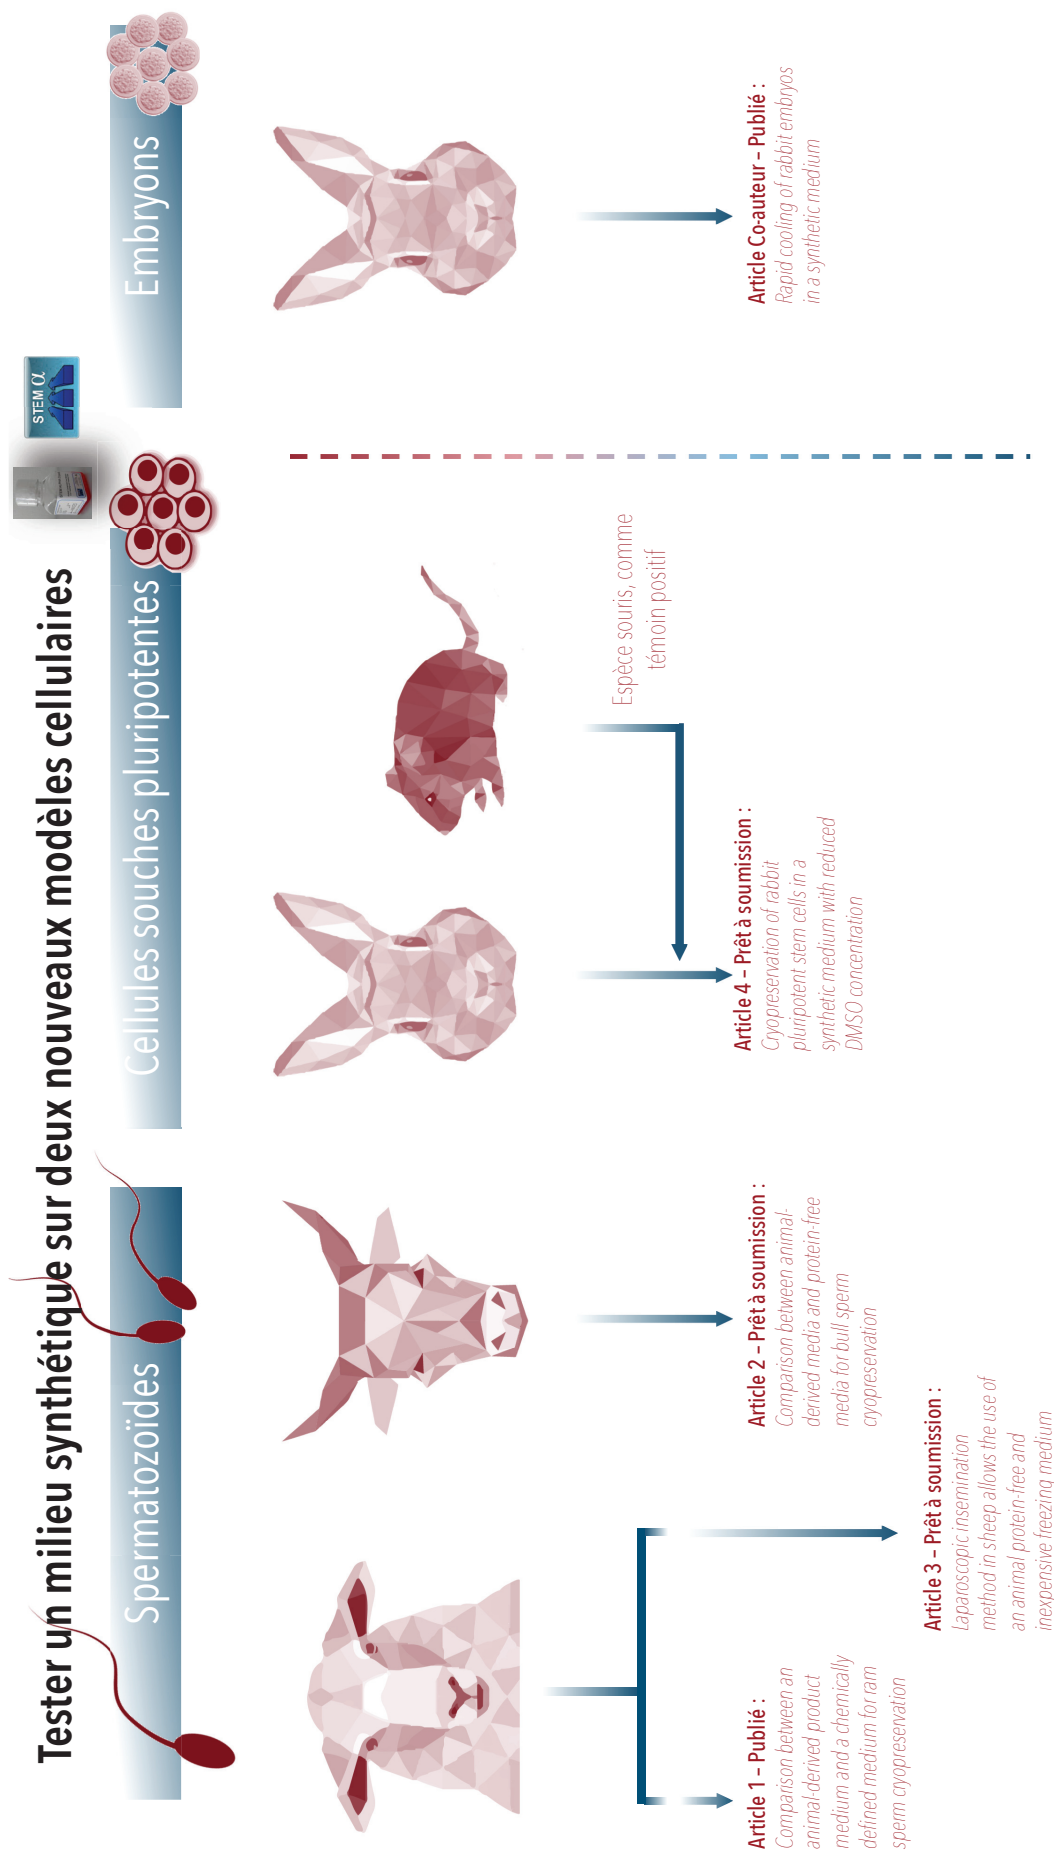 Tester un milieu synthétique sur deux nouveaux modèles cellulaires
STEM α
Spermatozoïdes
Cellules souches pluripotentes
Embryons
Article 1 – Publié :
Comparison between an
animal-derived product
medium and a chemically
defined medium for ram
sperm cryopreservation
Article 3 – Prêt à soumission :
Laparoscopic insemination
method in sheep allows the use of
an animal protein-free and
inexpensive freezing medium
Article 2 – Prêt à soumission :
Comparison between animal-
derived media and protein-free
media for bull sperm
cryopreservation
Espèce souris, comme
témoin positif
Article 4 – Prêt à soumission :
Cryopreservation of rabbit
pluripotent stem cells in a
synthetic medium with reduced
DMSO concentration
Article Co-auteur – Publié :
Rapid cooling of rabbit embryos
in a synthetic medium